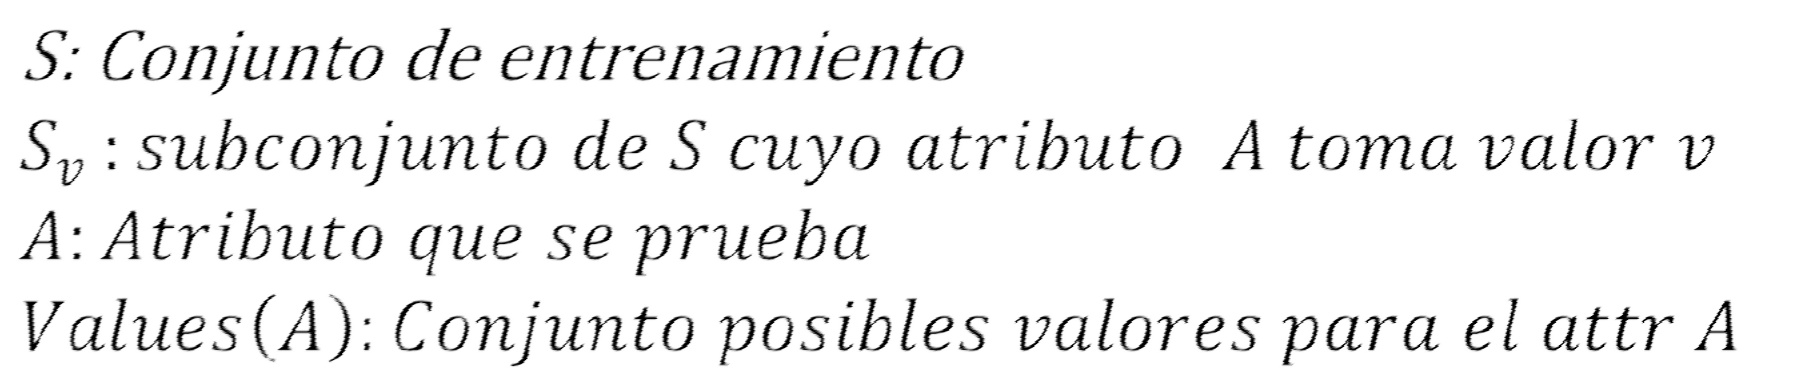 S: Conjunto de entrenamiento
Sᵥ : subconjunto de S cuyo atributo A toma valor v
A: Atributo que se prueba
Values(A): Conjunto posibles valores para el attr A